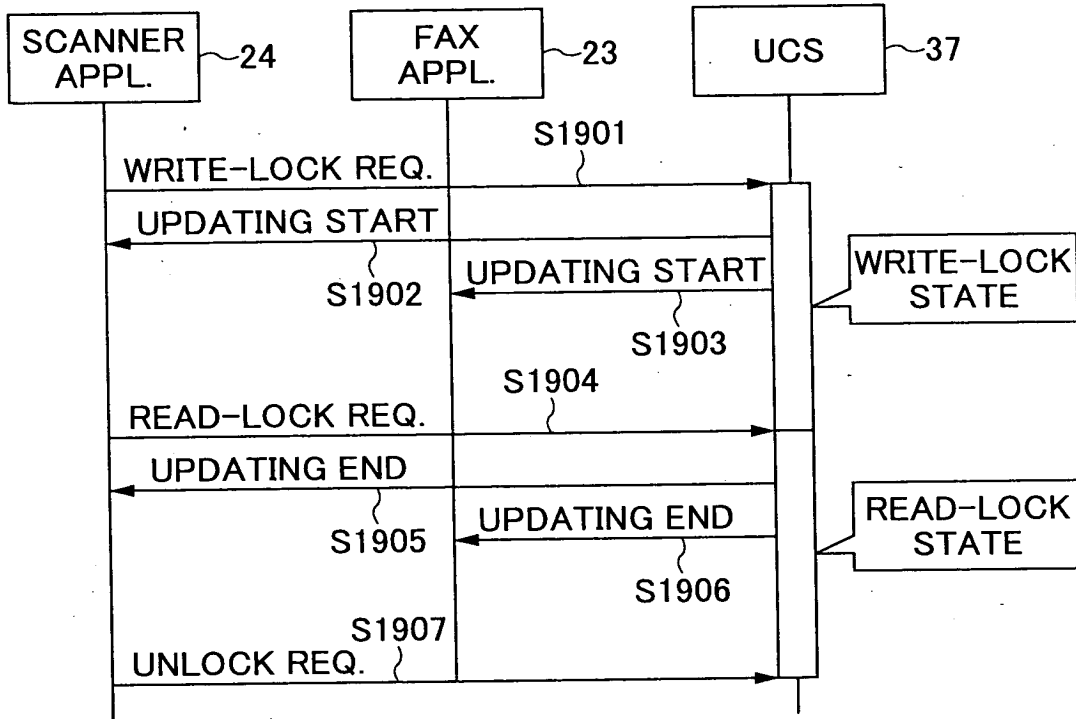 SCANNER
APPL.
24
FAX
APPL.
23
UCS
37
S1901
WRITE-LOCK REQ.
UPDATING START
S1902
UPDATING START
S1903
WRITE-LOCK
STATE
S1904
READ-LOCK REQ.
UPDATING END
S1905
UPDATING END
S1906
READ-LOCK
STATE
S1907
UNLOCK REQ.